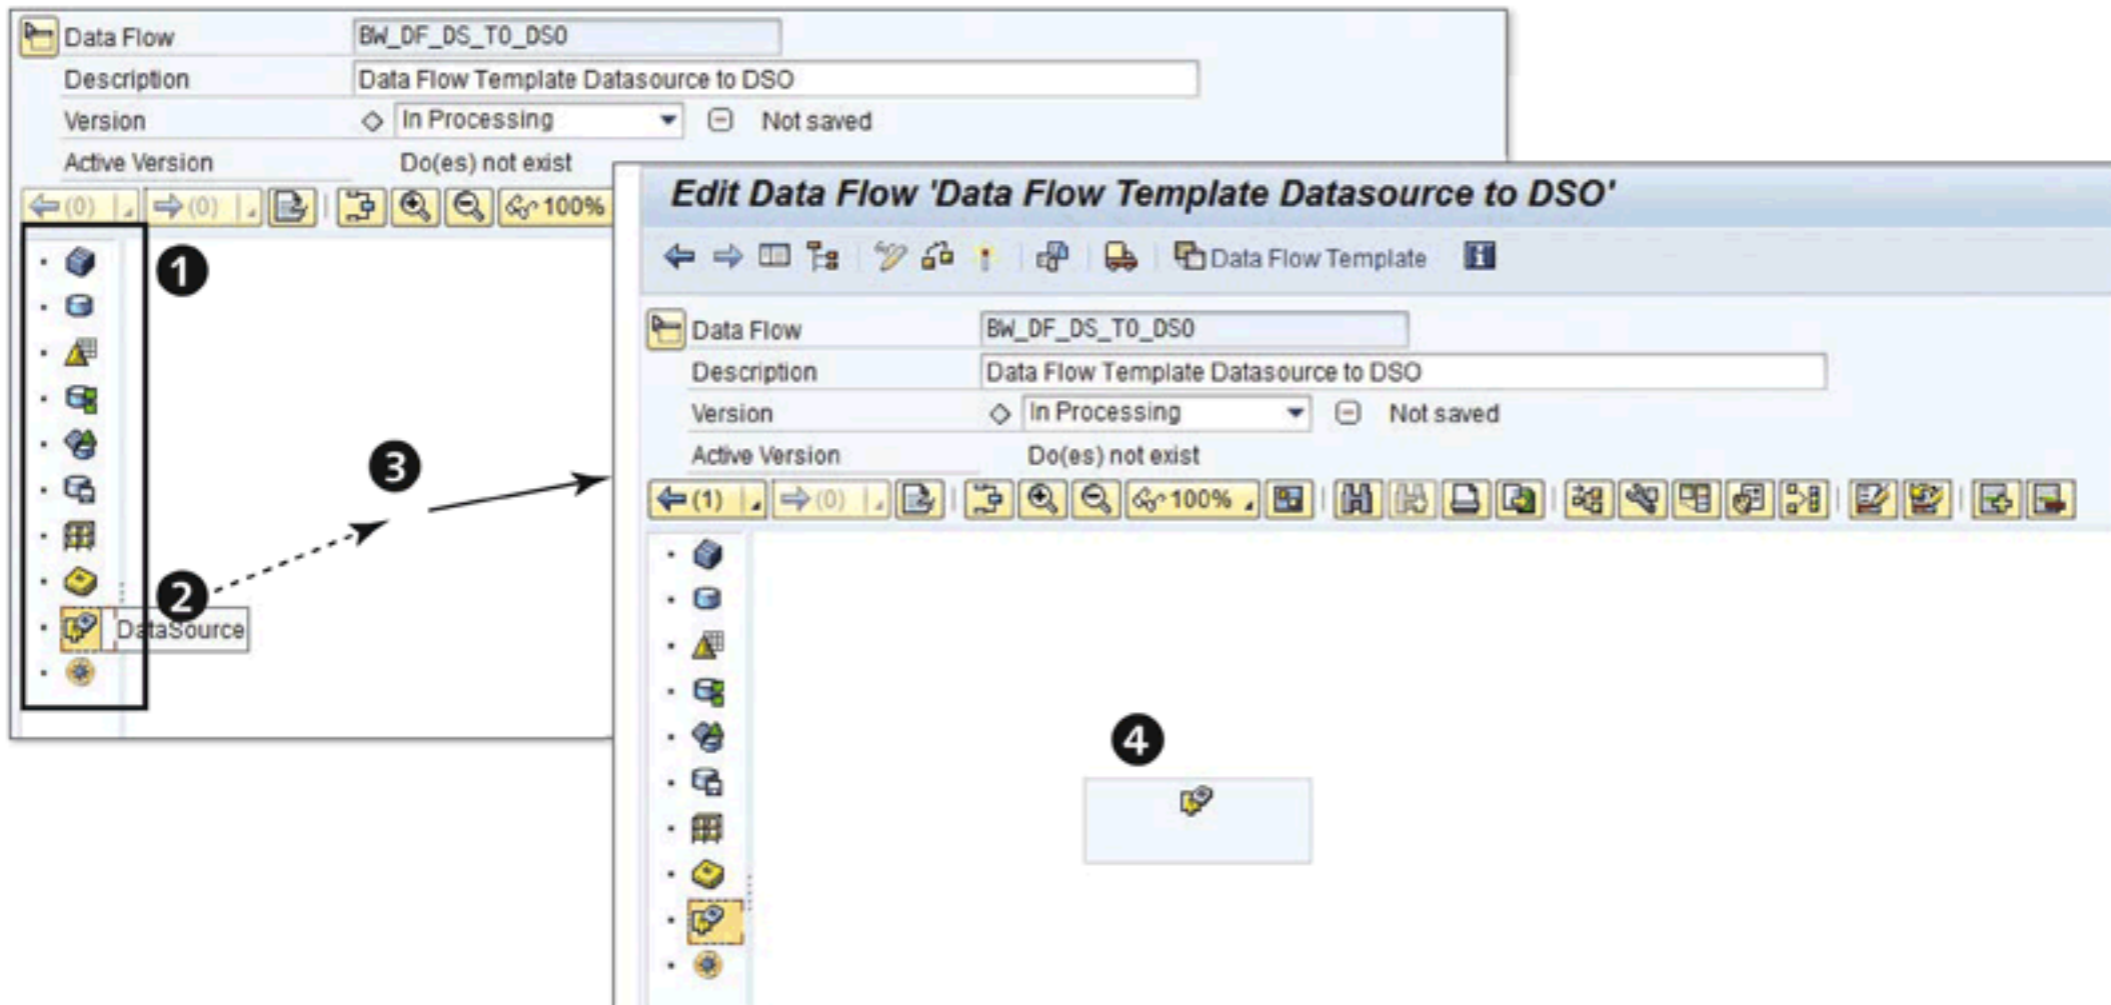 Data Flow BW_DF_DS_TO_DSO
Description Data Flow Template Datasource to DSO
Version In Processing Not saved
Active Version Do(es) not exist
(0) (0) 100%
1
3
2
DataSource
Edit Data Flow 'Data Flow Template Datasource to DSO'
Data Flow Template
Data Flow BW_DF_DS_TO_DSO
Description Data Flow Template Datasource to DSO
Version In Processing Not saved
Active Version Do(es) not exist
(1) (0) 100%
4